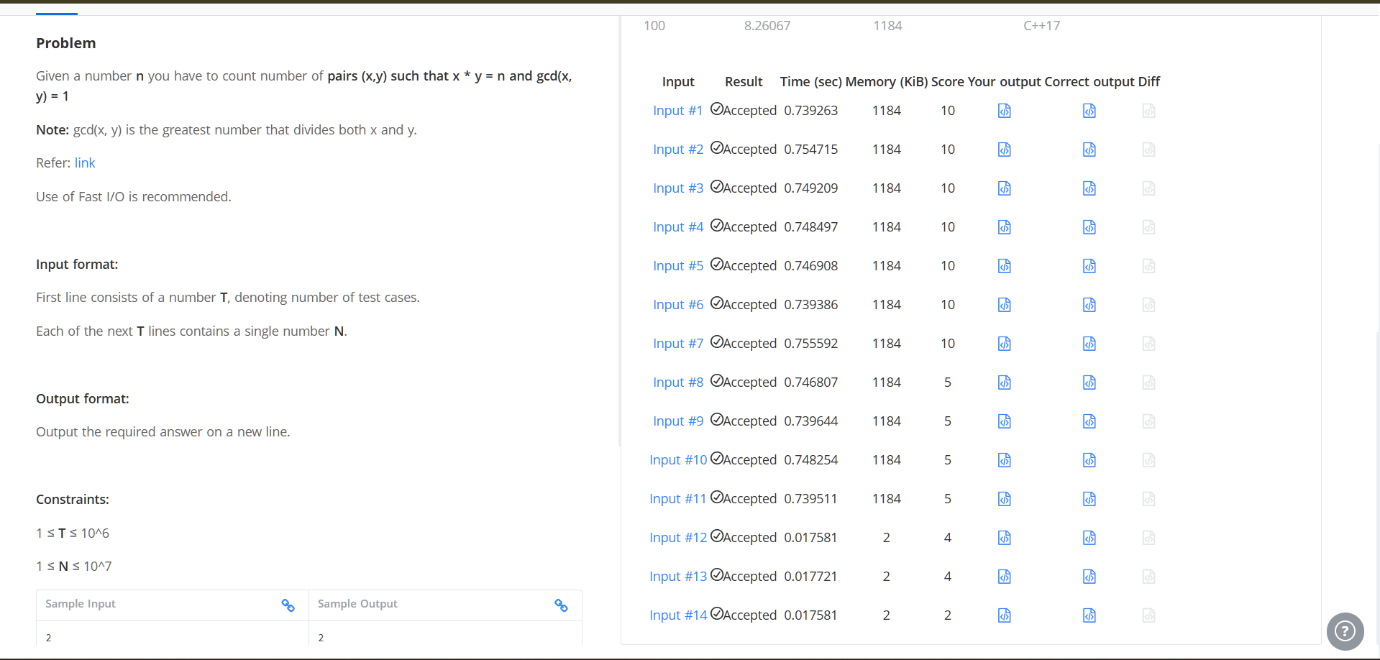 Problem
Given a number n you have to count number of pairs (x,y) such that x * y = n and gcd(x,
y) = 1
Note: gcd(x, y) is the greatest number that divides both x and y.
Refer: link
Use of Fast I/O is recommended.
Input format:
First line consists of a number T, denoting number of test cases.
Each of the next T lines contains a single number N.
Output format:
Output the required answer on a new line.
Constraints:
1 ≤ T ≤ 10^6
1 ≤ N ≤ 10^7
Sample Input Sample Output
2 2
100 8.26067 1184 C++17
Input Result Time (sec) Memory (KiB) Score Your output Correct output Diff
Input #1 Accepted 0.739263 1184 10
Input #2 Accepted 0.754715 1184 10
Input #3 Accepted 0.749209 1184 10
Input #4 Accepted 0.748497 1184 10
Input #5 Accepted 0.746908 1184 10
Input #6 Accepted 0.739386 1184 10
Input #7 Accepted 0.755592 1184 10
Input #8 Accepted 0.746807 1184 5
Input #9 Accepted 0.739644 1184 5
Input #10 Accepted 0.748254 1184 5
Input #11 Accepted 0.739511 1184 5
Input #12 Accepted 0.017581 2 4
Input #13 Accepted 0.017721 2 4
Input #14 Accepted 0.017581 2 2
?